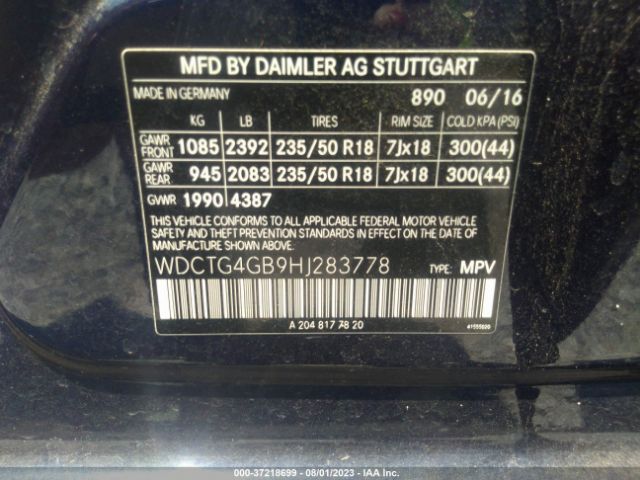 MFD BY DAIMLER AG STUTTGART
MADE IN GERMANY 890 06/16
KG LB TIRES RIM SIZE COLD KPA (PSI)
GAWR FRONT 1085 2392 235/50 R18 7Jx18 300(44)
GAWR REAR 945 2083 235/50 R18 7Jx18 300(44)
GVWR 1990 4387
THIS VEHICLE CONFORMS TO ALL APPLICABLE FEDERAL MOTOR VEHICLE
SAFETY AND THEFT PREVENTION STANDARDS IN EFFECT ON THE DATE OF
MANUFACTURE SHOWN ABOVE.
WDCTG4GB9HJ283778 TYPE: MPV
A 204 817 78 20
000-37218699 - 08/01/2023 - IAA Inc.